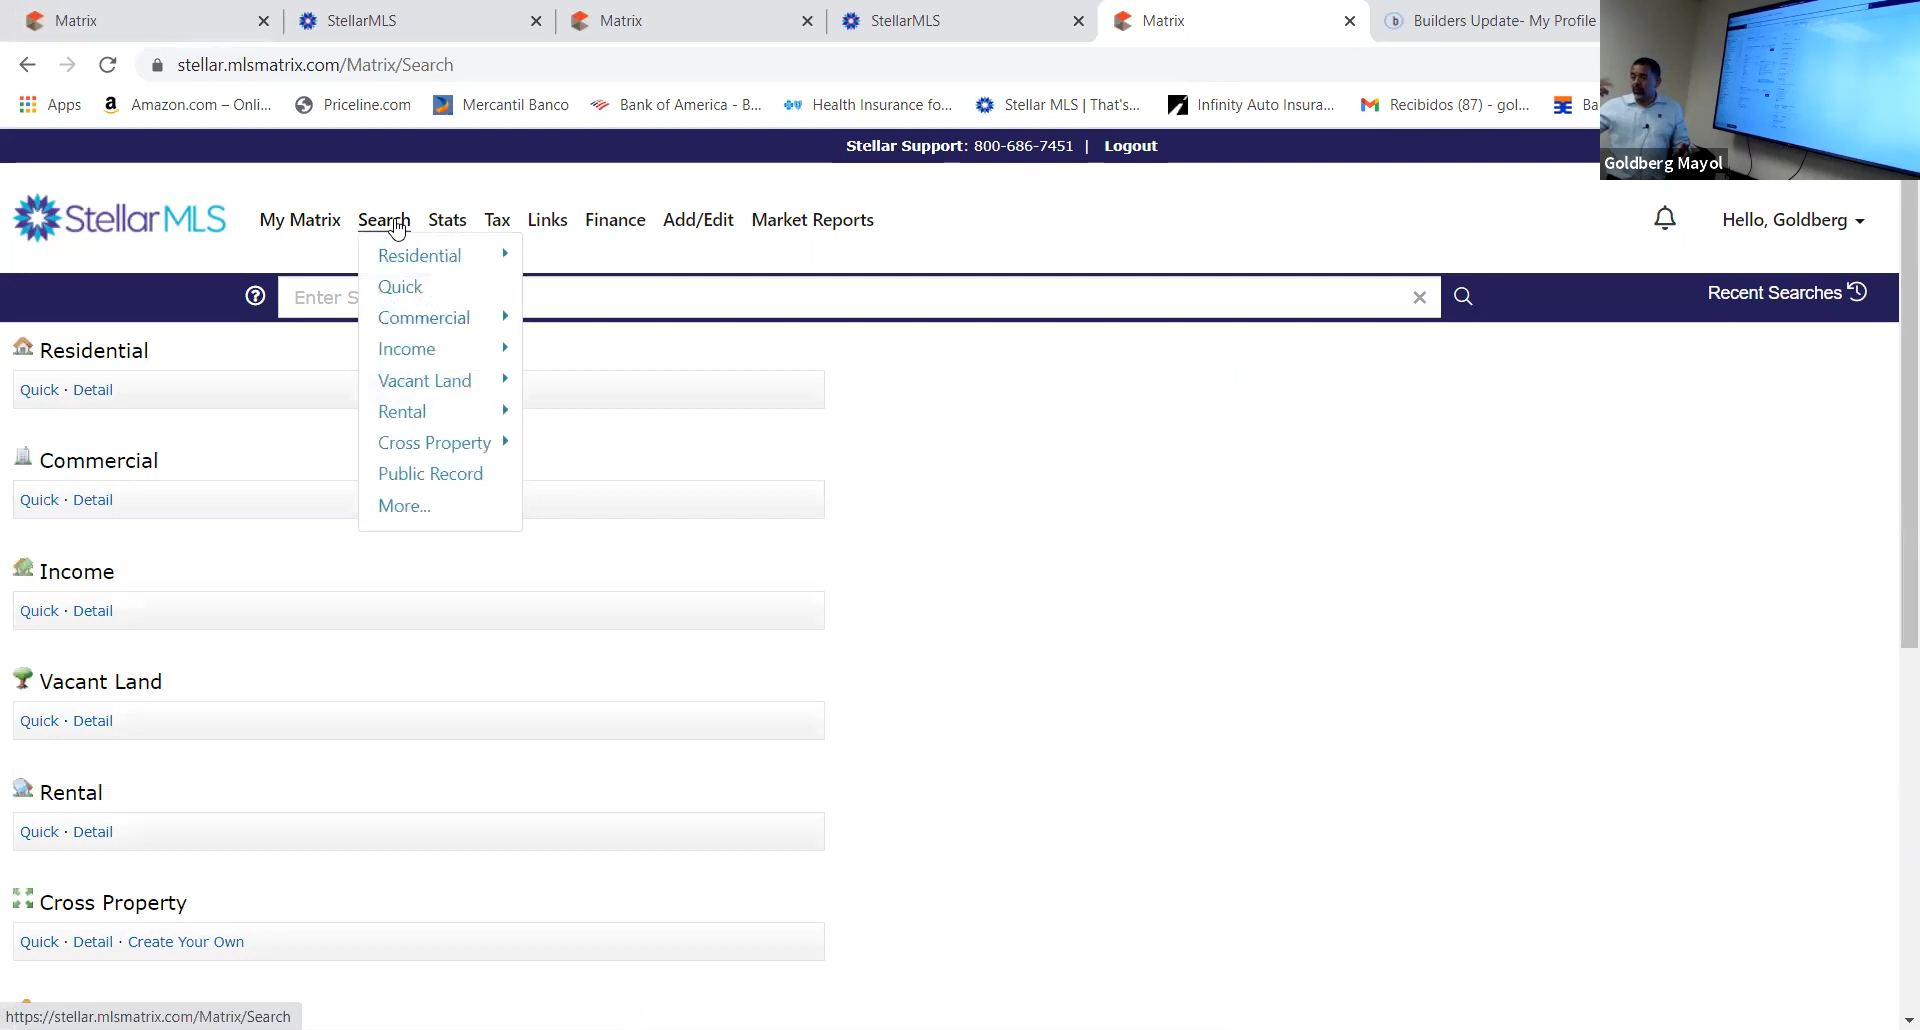 Matrix
StellarMLS
Matrix
StellarMLS
Matrix
Builders Update- My Profile
stellar.mlsmatrix.com/Matrix/Search
Apps
Amazon.com – Onli...
Priceline.com
Mercantil Banco
Bank of America - B...
Health Insurance fo...
Stellar MLS | That's...
Infinity Auto Insura...
Recibidos (87) - gol...
Ba
Goldberg Mayol
Stellar Support: 800-686-7451 | Logout
StellarMLS
My Matrix
Search
Stats
Tax
Links
Finance
Add/Edit
Market Reports
Hello, Goldberg
Enter S
Recent Searches
Residential
Quick
Commercial
Income
Vacant Land
Rental
Cross Property
Public Record
More...
Residential
Quick · Detail
Commercial
Quick · Detail
Income
Quick · Detail
Vacant Land
Quick · Detail
Rental
Quick · Detail
Cross Property
Quick · Detail · Create Your Own
https://stellar.mlsmatrix.com/Matrix/Search